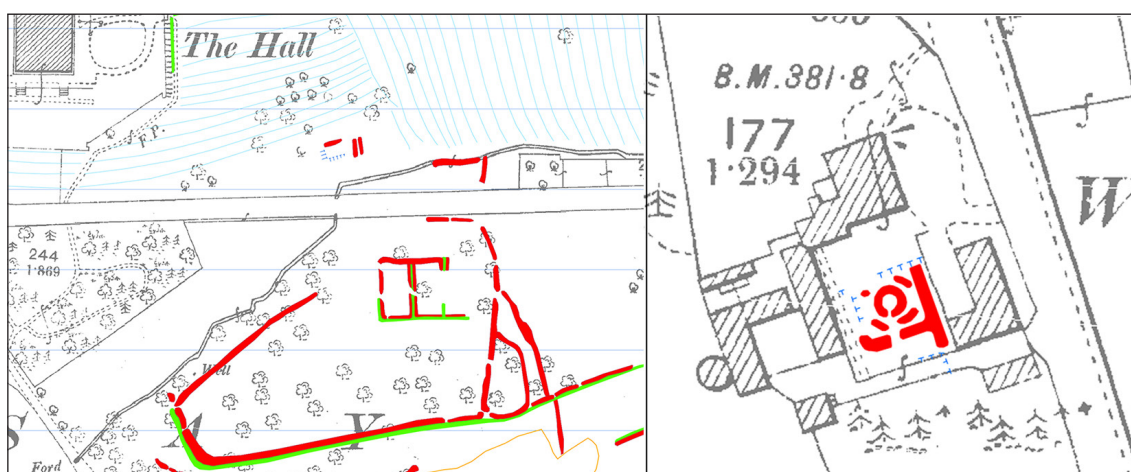 The Hall
F.P.
244
1·869
Well
S
A
Y
Ford
B.M.381·8
177
1·294
W